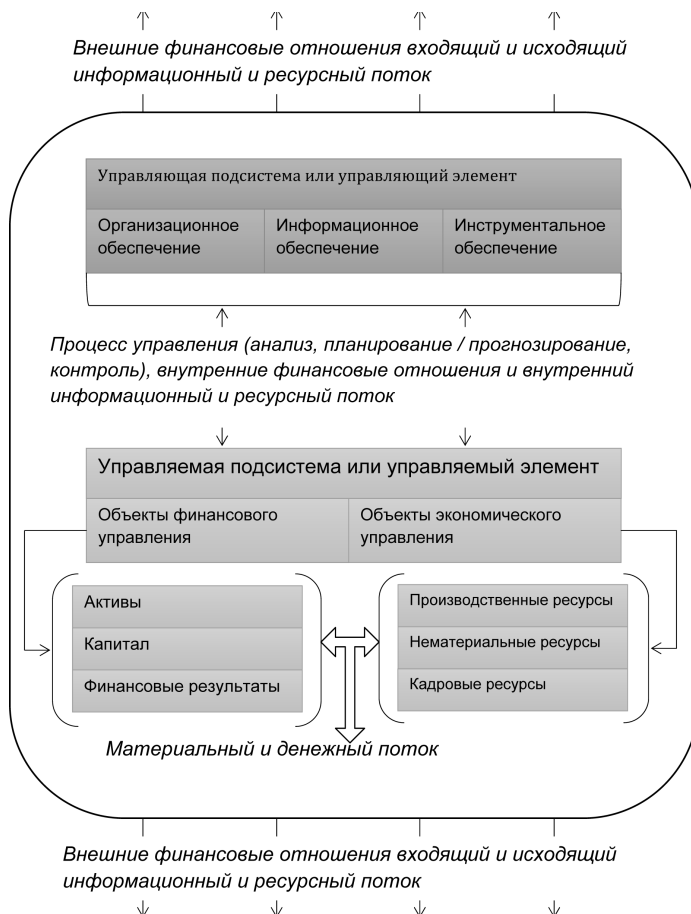 Внешние финансовые отношения входящий и исходящий
информационный и ресурсный поток
Управляющая подсистема или управляющий элемент
Организационное
обеспечение
Информационное
обеспечение
Инструментальное
обеспечение
Процесс управления (анализ, планирование / прогнозирование,
контроль), внутренние финансовые отношения и внутренний
информационный и ресурсный поток
Управляемая подсистема или управляемый элемент
Объекты финансового
управления
Объекты экономического
управления
Активы
Капитал
Финансовые результаты
Производственные ресурсы
Нематериальные ресурсы
Кадровые ресурсы
Материальный и денежный поток
Внешние финансовые отношения входящий и исходящий
информационный и ресурсный поток